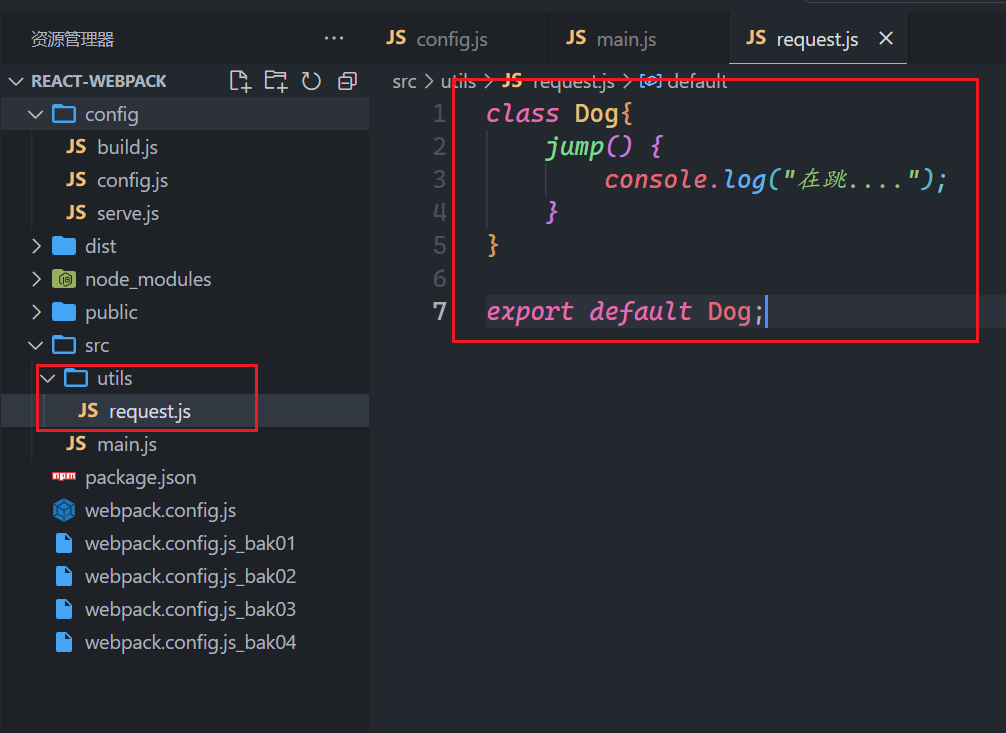 资源管理器 ···
JS config.js
JS main.js
JS request.js
REACT-WEBPACK
config
JS build.js
JS config.js
JS serve.js
dist
node_modules
public
src
utils
JS request.js
JS main.js
npm package.json
webpack.config.js
webpack.config.js_bak01
webpack.config.js_bak02
webpack.config.js_bak03
webpack.config.js_bak04
src > utils > JS request.js > default
1 class Dog{
2 jump() {
3 console.log("在跳....");
4 }
5 }
6
7 export default Dog;